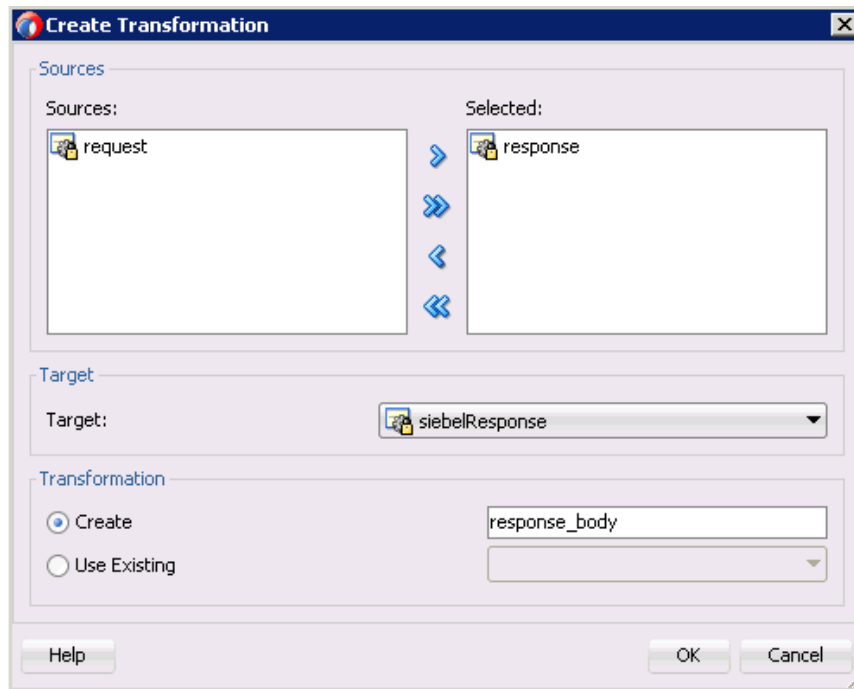 Create Transformation
Sources
Sources:
Selected:
request
response
Target
Target:
siebelResponse
Transformation
Create
response_body
Use Existing
Help
OK
Cancel